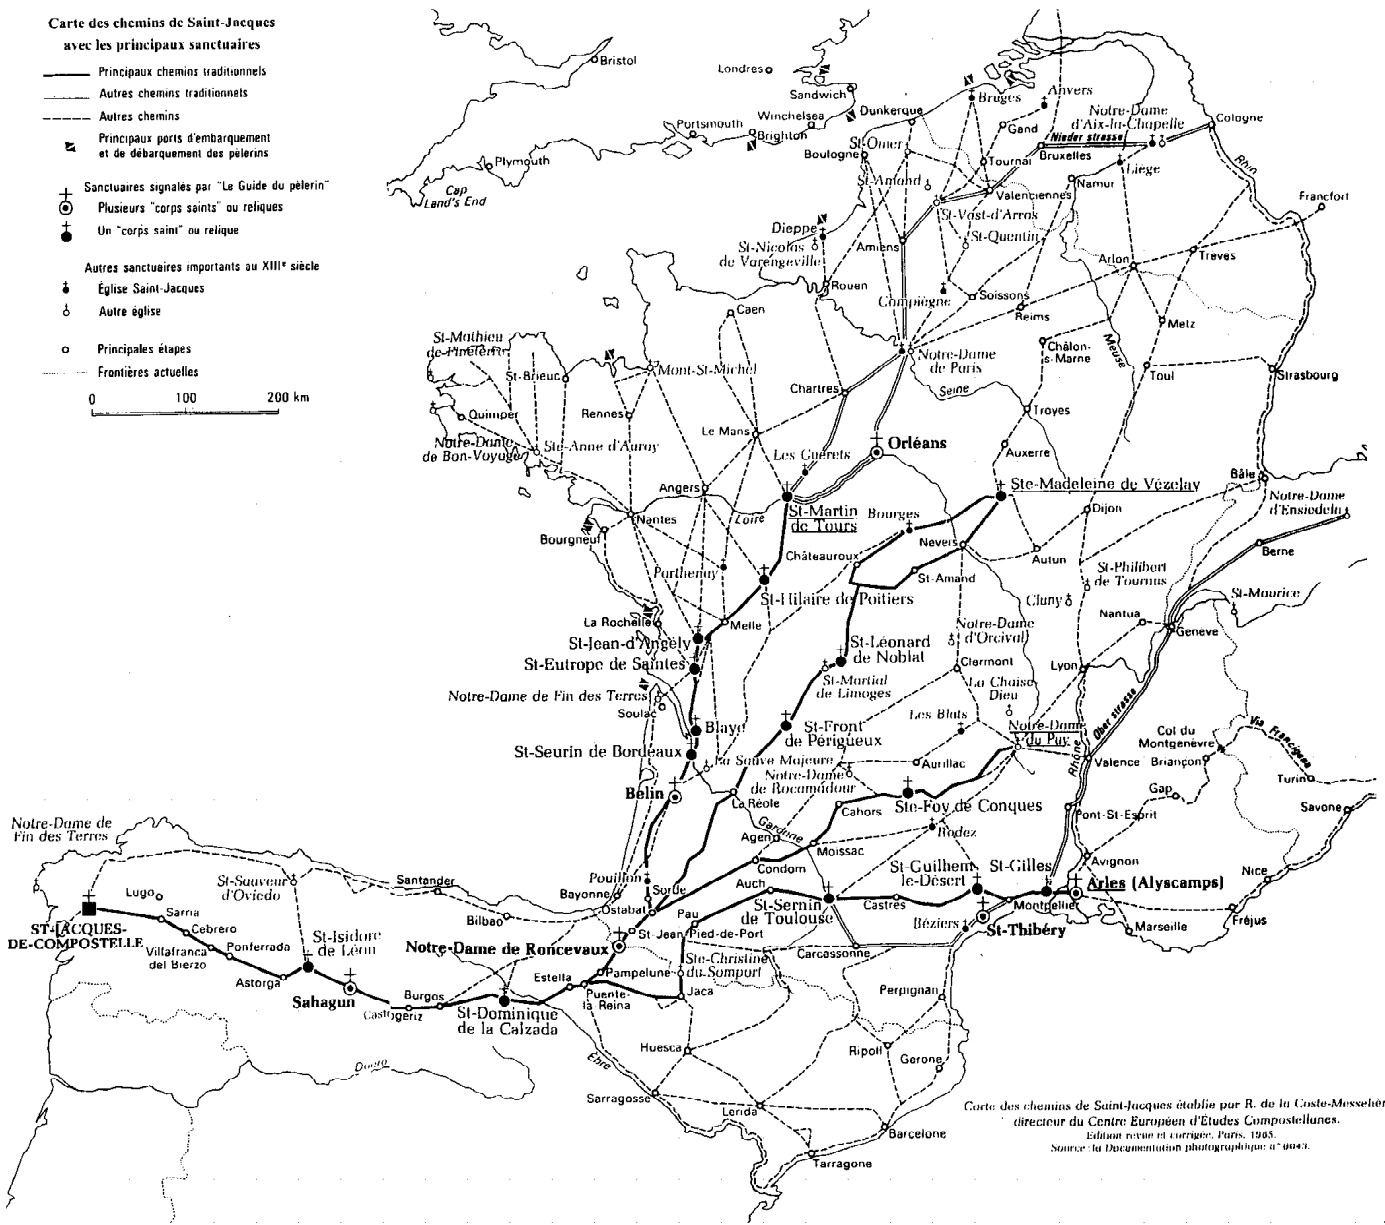 Carte des chemins de Saint-Jacques
avec les principaux sanctuaires
Principaux chemins traditionnels
Autres chemins traditionnels
Autres chemins
Principaux ports d'embarquement
et de débarquement des pèlerins
Sanctuaires signalés par "Le Guide du pèlerin"
Plusieurs "corps saints" ou reliques
Un "corps saint" ou relique
Autres sanctuaires importants au XIIIe siècle
Église Saint-Jacques
Autre église
Principales étapes
Frontières actuelles
0 100 200 km
Bristol
Londres
Sandwich
Dunkerque
Bruges
Anvers
Notre-Dame
d'Aix-la-Chapelle
Cologne
Portsmouth
Winchelsea
Brighton
Gand
Nieder strasse
Bruxelles
Plymouth
Cap
Land's End
St-Omer
Boulogne
Tournai
Liège
Rhin
St-Amand
Valenciennes
Namur
Francfort
St-Vast-d'Arras
Dieppe
St-Nicolas
de Varengeville
Amiens
St-Quentin
Arlon
Trèves
Rouen
Compiègne
Soissons
Reims
Metz
Caen
St-Mathieu
Mont-St-Michel
Notre-Dame
de Paris
Châlon-
s-Marne
Meuse
St-Brieuc
Chartres
Seine
Toul
Strasbourg
Quimper
Rennes
Troyes
Notre-Dame
de Bon-Voyage
Ste-Anne d'Auray
Le Mans
Les Guérets
Orléans
Auxerre
Angers
Loire
St-Martin
de Tours
Bourges
Ste-Madeleine de Vézelay
Bâle
Notre-Dame
d'Ensiedeln
Nantes
Bourgneuf
Dijon
Châteauroux
Nevers
Autun
Berne
Parthenay
St-Amand
St-Philibert
de Tournus
St-Hilaire de Poitiers
Cluny
Nantua
St-Maurice
La Rochelle
Melle
Genève
St-Jean-d'Angély
St-Léonard
de Noblat
Notre-Dame
d'Orcival
St-Eutrope de Saintes
Clermont
Lyon
Notre-Dame de Fin des Terres
St-Martial
de Limoges
La Chaise
Dieu
Soulac
Les Bluts
Notre-Dame
du Puy
Ober strasse
Blaye
St-Front
de Périgueux
Rhône
Col du
Montgenèvre
Via Francigena
St-Seurin de Bordeaux
La Sauve Majeure
Notre-Dame
de Rocamadour
Aurillac
Valence
Briançon
Turin
Belin
La Réole
Ste-Foy de Conques
Gap
Cahors
Pont-St-Esprit
Savone
Notre-Dame de
Fin des Terres
Agen
Garonne
Moissac
Rodez
Avignon
Condom
St-Guilhem
le-Désert
St-Gilles
Nice
Pouillon
Arles (Alyscamps)
Lugo
St-Sauveur
d'Oviedo
Santander
Bayonne
Sorde
Auch
Ostabat
St-Sernin
de Toulouse
Castres
Montpellier
Fréjus
Bilbao
Pau
ST-JACQUES-
DE-COMPOSTELLE
Sarria
Cebrero
St-Jean-Pied-de-Port
Béziers
St-Thibéry
Marseille
Villafranca
del Bierzo
Ponferrada
St-Isidore
de Léon
Notre-Dame de Roncevaux
Carcassonne
Ste-Christine
du Somport
Astorga
Sahagun
Estella
Pampelune
Burgos
Puente-
la-Reina
Jaca
Perpignan
Castrogeriz
St-Dominique
de la Calzada
Huesca
Ripoll
Gerone
Èbre
Sarragosse
Lerida
Barcelone
Tarragone
Carte des chemins de Saint-Jacques établie par R. de la Coste-Messelière
directeur du Centre Européen d'Études Compostellanes.
Edition revue et corrigée. Paris. 1985.